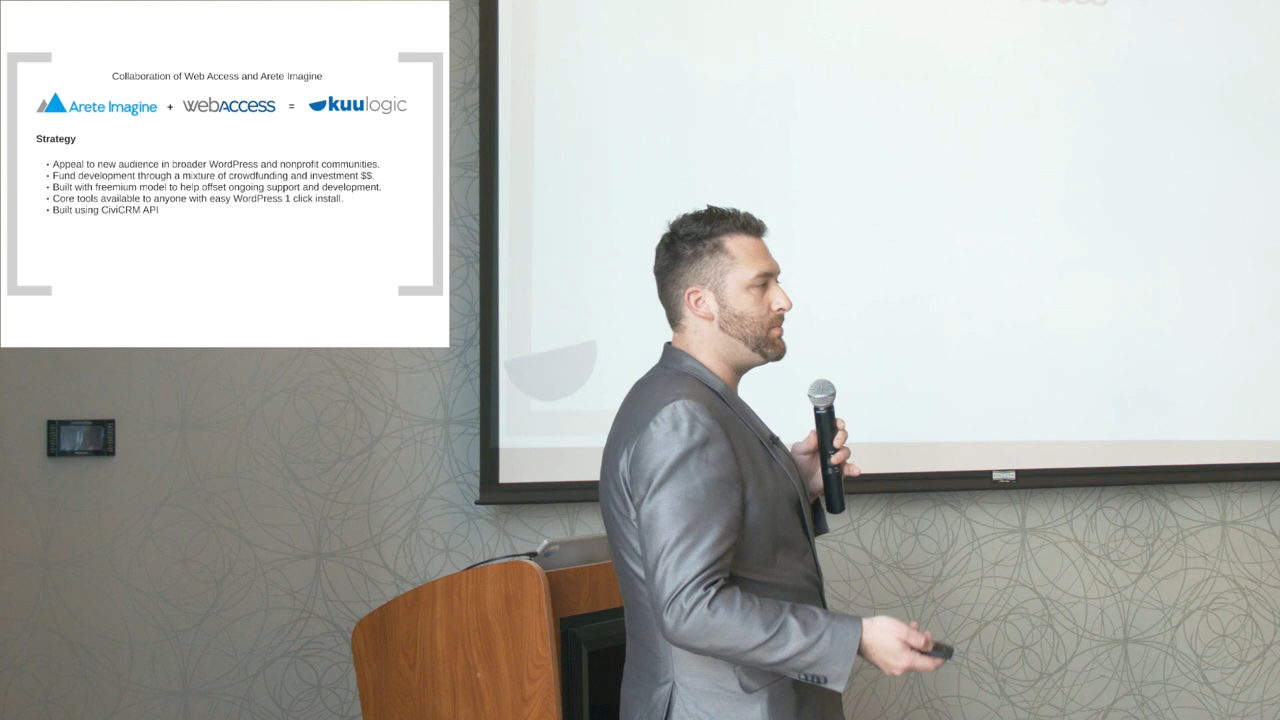 Collaboration of Web Access and Arete Imagine
Arete Imagine + webACCESS = kuulogic
Strategy
• Appeal to new audience in broader WordPress and nonprofit communities.
• Fund development through a mixture of crowdfunding and investment $$.
• Built with freemium model to help offset ongoing support and development.
• Core tools available to anyone with easy WordPress 1 click install.
• Built using CiviCRM API